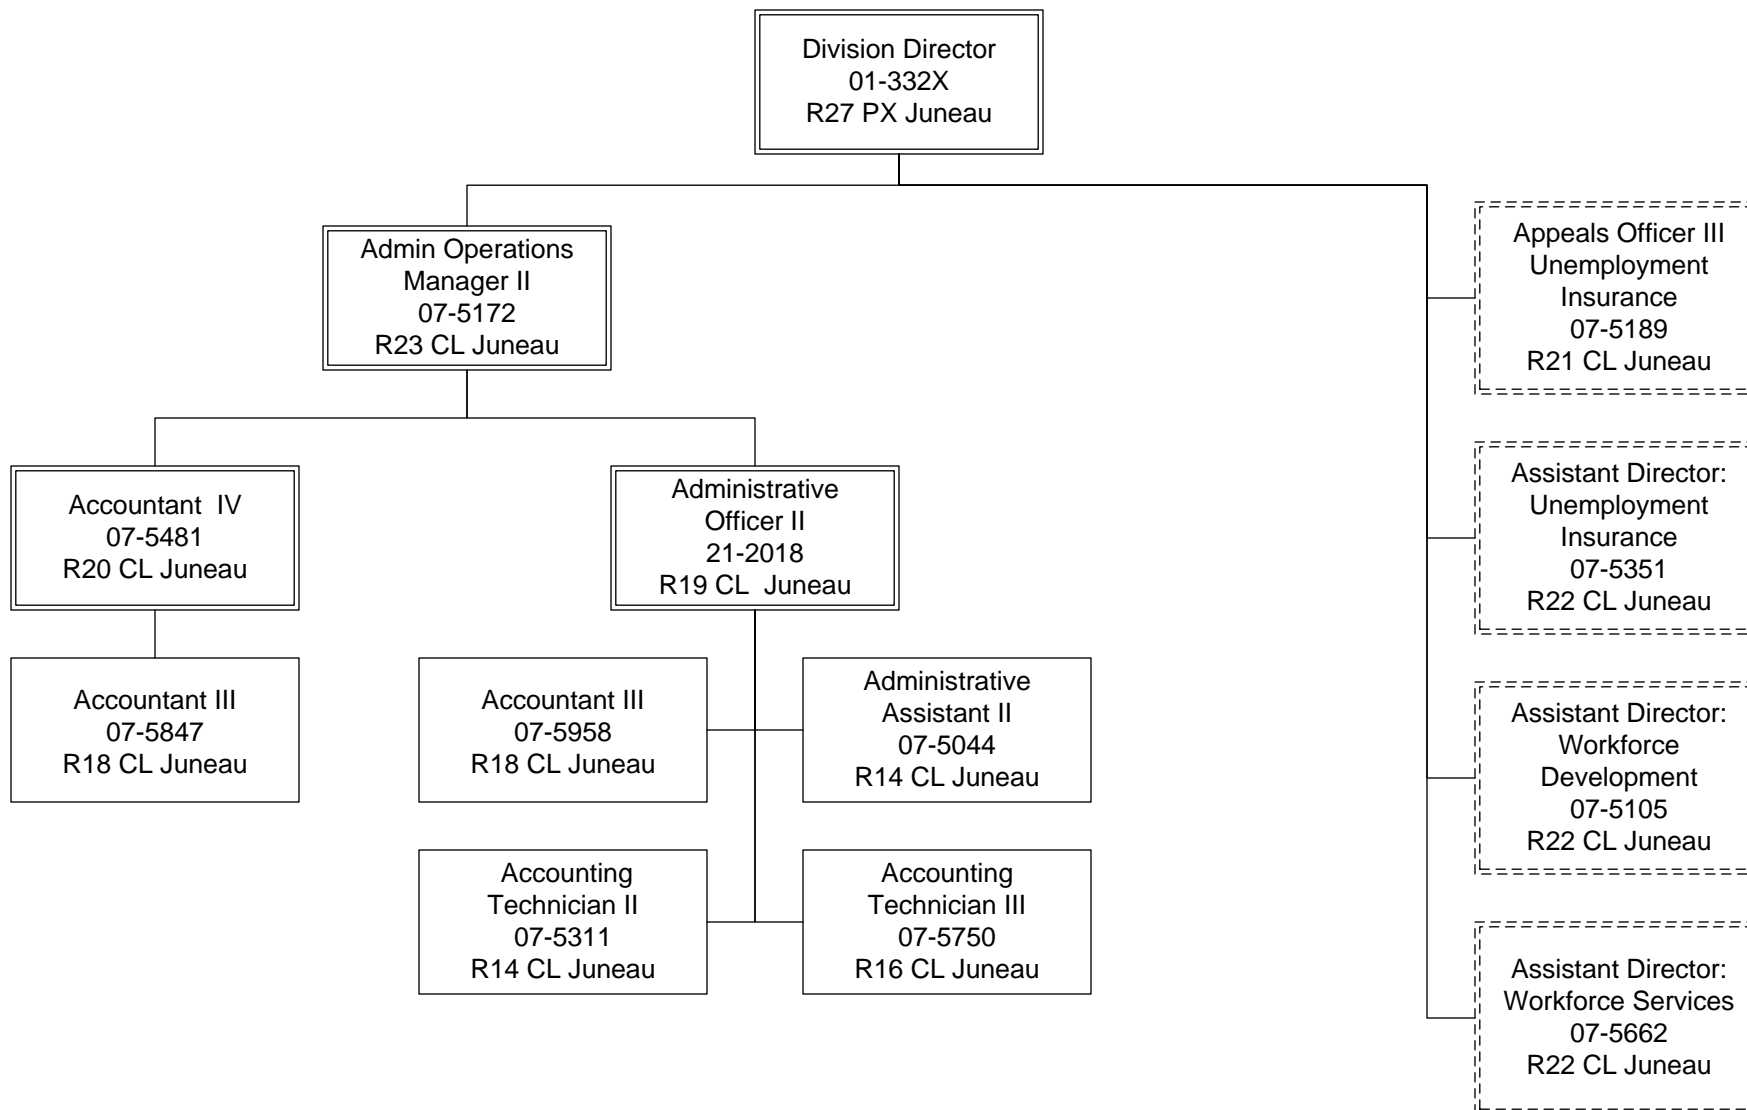 Division Director
01-332X
R27 PX Juneau
Admin Operations
Manager II
07-5172
R23 CL Juneau
Accountant  IV
07-5481
R20 CL Juneau
Administrative
Officer II
21-2018
R19 CL  Juneau
Accountant III
07-5847
R18 CL Juneau
Accountant III
07-5958
R18 CL Juneau
Administrative
Assistant II
07-5044
R14 CL Juneau
Accounting
Technician II
07-5311
R14 CL Juneau
Accounting
Technician III
07-5750
R16 CL Juneau
Appeals Officer III
Unemployment
Insurance
07-5189
R21 CL Juneau
Assistant Director:
Unemployment
Insurance
07-5351
R22 CL Juneau
Assistant Director:
Workforce
Development
07-5105
R22 CL Juneau
Assistant Director:
Workforce Services
07-5662
R22 CL Juneau